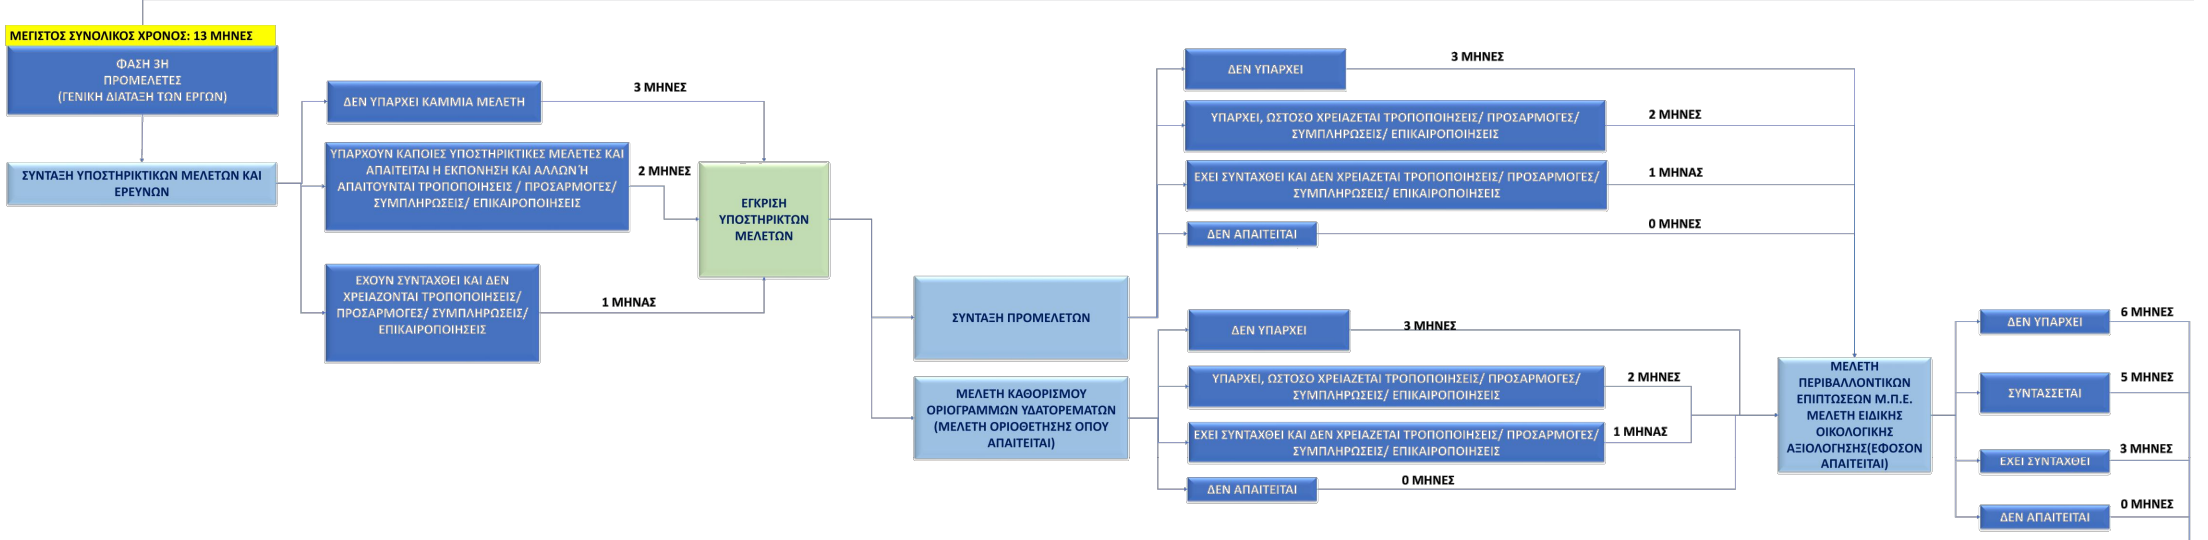 ΜΕΓΙΣΤΟΣ ΣΥΝΟΛΙΚΟΣ ΧΡΟΝΟΣ: 13 ΜΗΝΕΣ
ΦΑΣΗ 3Η
ΠΡΟΜΕΛΕΤΕΣ
(ΓΕΝΙΚΗ ΔΙΑΤΑΞΗ ΤΩΝ ΕΡΓΩΝ)
ΣΥΝΤΑΞΗ ΥΠΟΣΤΗΡΙΚΤΙΚΩΝ ΜΕΛΕΤΩΝ ΚΑΙ
ΕΡΕΥΝΩΝ
ΔΕΝ ΥΠΑΡΧΕΙ ΚΑΜΜΙΑ ΜΕΛΕΤΗ
3 ΜΗΝΕΣ
ΥΠΑΡΧΟΥΝ ΚΑΠΟΙΕΣ ΥΠΟΣΤΗΡΙΚΤΙΚΕΣ ΜΕΛΕΤΕΣ ΚΑΙ
ΑΠΑΙΤΕΙΤΑΙ Η ΕΚΠΟΝΗΣΗ ΚΑΙ ΑΛΛΩΝ Ή
ΑΠΑΙΤΟΥΝΤΑΙ ΤΡΟΠΟΠΟΙΗΣΕΙΣ / ΠΡΟΣΑΡΜΟΓΕΣ/
ΣΥΜΠΛΗΡΩΣΕΙΣ/ ΕΠΙΚΑΙΡΟΠΟΙΗΣΕΙΣ
2 ΜΗΝΕΣ
ΕΧΟΥΝ ΣΥΝΤΑΧΘΕΙ ΚΑΙ ΔΕΝ
ΧΡΕΙΑΖΟΝΤΑΙ ΤΡΟΠΟΠΟΙΗΣΕΙΣ/
ΠΡΟΣΑΡΜΟΓΕΣ/ ΣΥΜΠΛΗΡΩΣΕΙΣ/
ΕΠΙΚΑΙΡΟΠΟΙΗΣΕΙΣ
1 ΜΗΝΑΣ
ΕΓΚΡΙΣΗ
ΥΠΟΣΤΗΡΙΚΤΩΝ
ΜΕΛΕΤΩΝ
ΣΥΝΤΑΞΗ ΠΡΟΜΕΛΕΤΩΝ
ΔΕΝ ΥΠΑΡΧΕΙ
3 ΜΗΝΕΣ
ΥΠΑΡΧΕΙ, ΩΣΤΟΣΟ ΧΡΕΙΑΖΕΤΑΙ ΤΡΟΠΟΠΟΙΗΣΕΙΣ/ ΠΡΟΣΑΡΜΟΓΕΣ/
ΣΥΜΠΛΗΡΩΣΕΙΣ/ ΕΠΙΚΑΙΡΟΠΟΙΗΣΕΙΣ
2 ΜΗΝΕΣ
ΕΧΕΙ ΣΥΝΤΑΧΘΕΙ ΚΑΙ ΔΕΝ ΧΡΕΙΑΖΕΤΑΙ ΤΡΟΠΟΠΟΙΗΣΕΙΣ/ ΠΡΟΣΑΡΜΟΓΕΣ/
ΣΥΜΠΛΗΡΩΣΕΙΣ/ ΕΠΙΚΑΙΡΟΠΟΙΗΣΕΙΣ
1 ΜΗΝΑΣ
ΔΕΝ ΑΠΑΙΤΕΙΤΑΙ
0 ΜΗΝΕΣ
ΜΕΛΕΤΗ ΚΑΘΟΡΙΣΜΟΥ
ΟΡΙΟΓΡΑΜΜΩΝ ΥΔΑΤΟΡΕΜΑΤΩΝ
(ΜΕΛΕΤΗ ΟΡΙΟΘΕΤΗΣΗΣ ΟΠΟΥ
ΑΠΑΙΤΕΙΤΑΙ)
ΔΕΝ ΥΠΑΡΧΕΙ
3 ΜΗΝΕΣ
ΥΠΑΡΧΕΙ, ΩΣΤΟΣΟ ΧΡΕΙΑΖΕΤΑΙ ΤΡΟΠΟΠΟΙΗΣΕΙΣ/ ΠΡΟΣΑΡΜΟΓΕΣ/
ΣΥΜΠΛΗΡΩΣΕΙΣ/ ΕΠΙΚΑΙΡΟΠΟΙΗΣΕΙΣ
2 ΜΗΝΕΣ
ΕΧΕΙ ΣΥΝΤΑΧΘΕΙ ΚΑΙ ΔΕΝ ΧΡΕΙΑΖΕΤΑΙ ΤΡΟΠΟΠΟΙΗΣΕΙΣ/ ΠΡΟΣΑΡΜΟΓΕΣ/
ΣΥΜΠΛΗΡΩΣΕΙΣ/ ΕΠΙΚΑΙΡΟΠΟΙΗΣΕΙΣ
1 ΜΗΝΑΣ
ΔΕΝ ΑΠΑΙΤΕΙΤΑΙ
0 ΜΗΝΕΣ
ΜΕΛΕΤΗ
ΠΕΡΙΒΑΛΛΟΝΤΙΚΩΝ
ΕΠΙΠΤΩΣΕΩΝ Μ.Π.Ε.
ΜΕΛΕΤΗ ΕΙΔΙΚΗΣ
ΟΙΚΟΛΟΓΙΚΗΣ
ΑΞΙΟΛΟΓΗΣΗΣ(ΕΦΟΣΟΝ
ΑΠΑΙΤΕΙΤΑΙ)
ΔΕΝ ΥΠΑΡΧΕΙ
6 ΜΗΝΕΣ
ΣΥΝΤΑΣΣΕΤΑΙ
5 ΜΗΝΕΣ
ΕΧΕΙ ΣΥΝΤΑΧΘΕΙ
3 ΜΗΝΕΣ
ΔΕΝ ΑΠΑΙΤΕΙΤΑΙ
0 ΜΗΝΕΣ